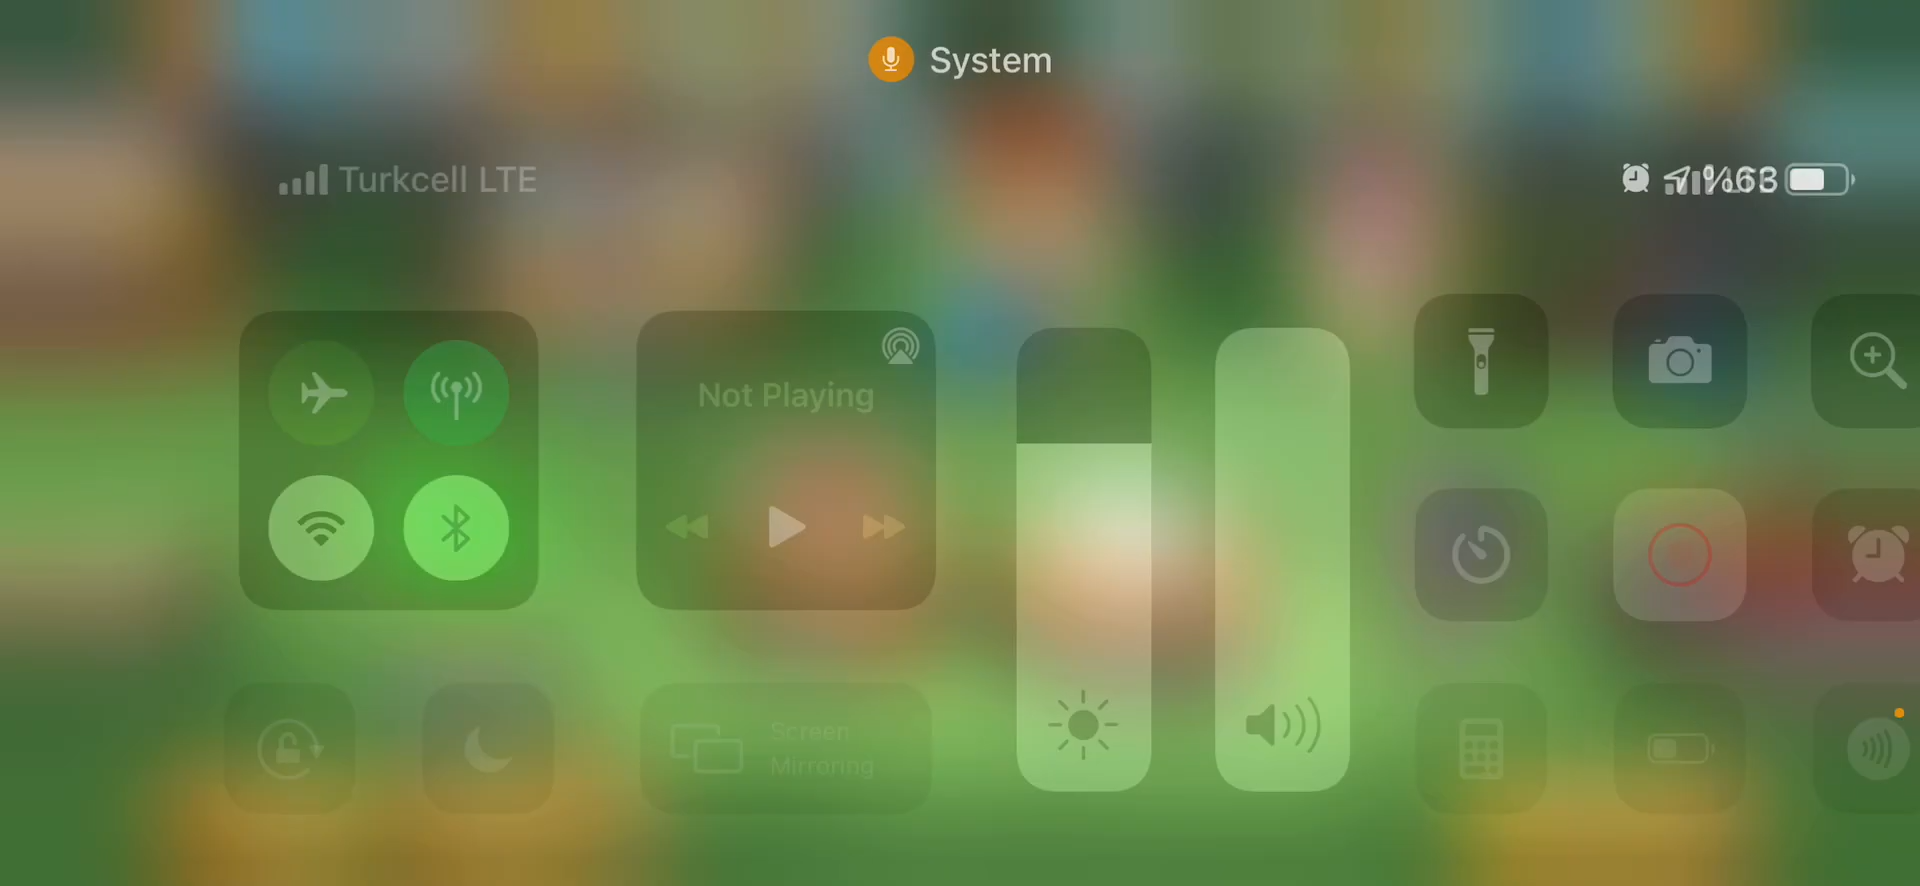 System
Turkcell LTE
%63
Not Playing
Screen
Mirroring